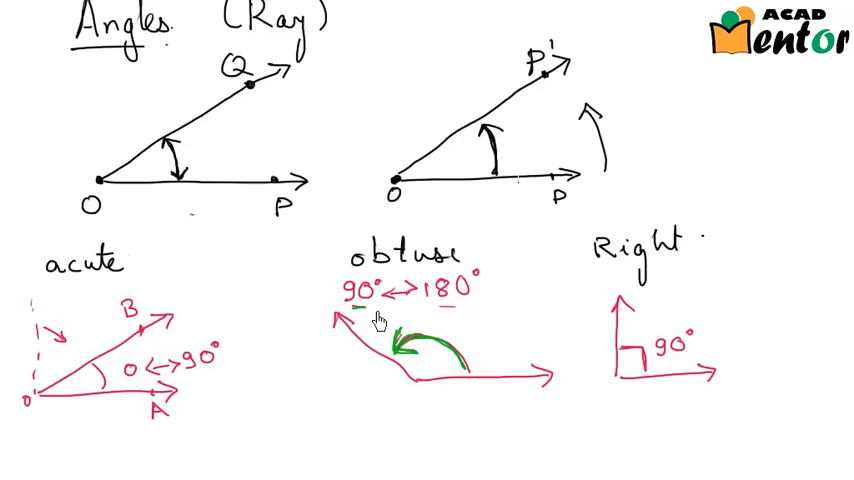 Angles. (Ray)
ACAD
Mentor
Q
O
P
P'
O
P
acute
B
0 <-> 90°
O
A
obtuse
90° <-> 180°
Right
90°